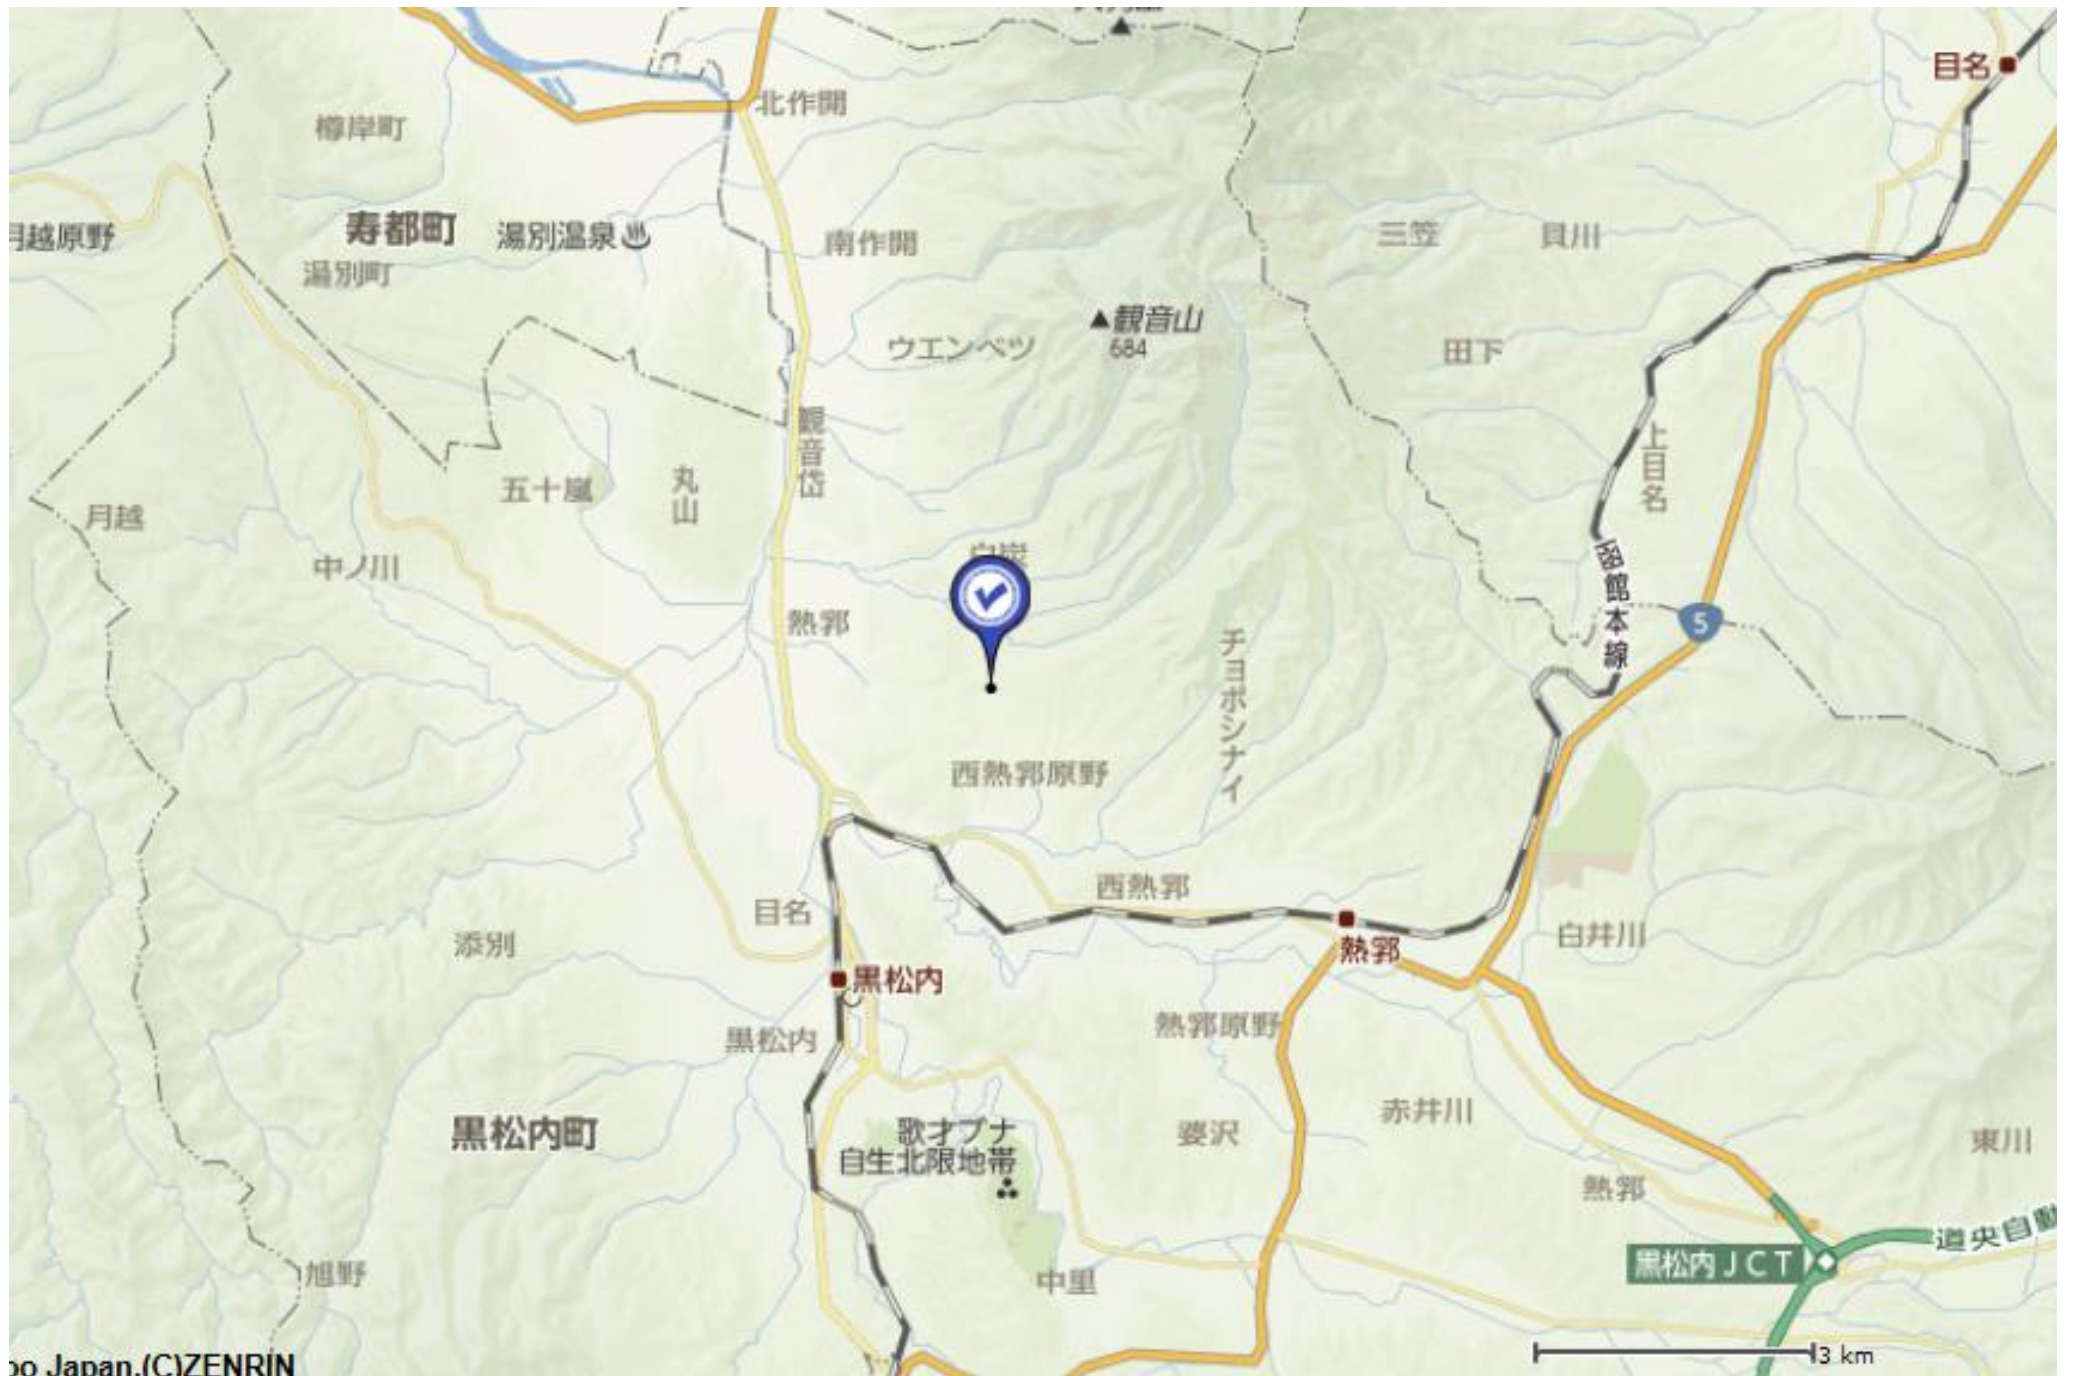 目名
北作開
樽岸町
寿都町
湯別温泉
月越原野
南作開
三笠
貝川
湯別町
観音山
684
ウエンベツ
田下
観音岱
上目名
丸山
五十嵐
月越
中ノ川
函館本線
熱郛
5
チョポシナイ
西熱郛原野
西熱郛
目名
添別
白井川
熱郛
黒松内
熱郛原野
黒松内
赤井川
歌才ブナ
自生北限地帯
黒松内町
婆沢
東川
熱郛
道央自動
黒松内JCT
旭野
中里
3 km
oo Japan,(C)ZENRIN